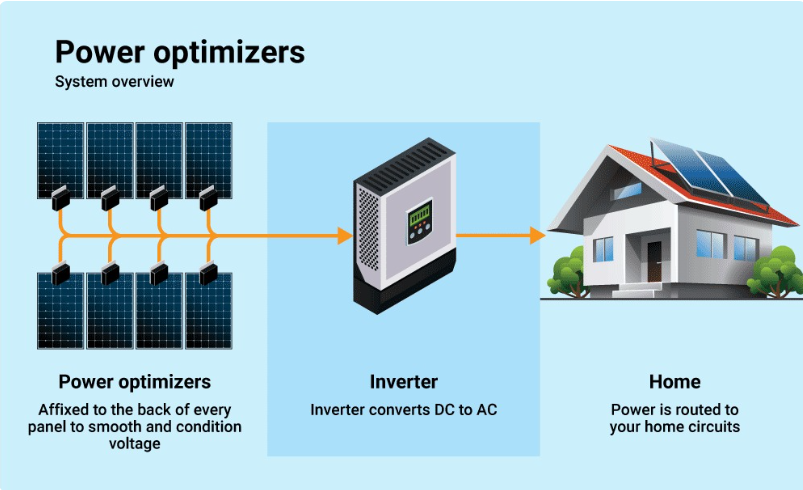 Power optimizers
System overview
Power optimizers
Affixed to the back of every
panel to smooth and condition
voltage
Inverter
Inverter converts DC to AC
Home
Power is routed to
your home circuits